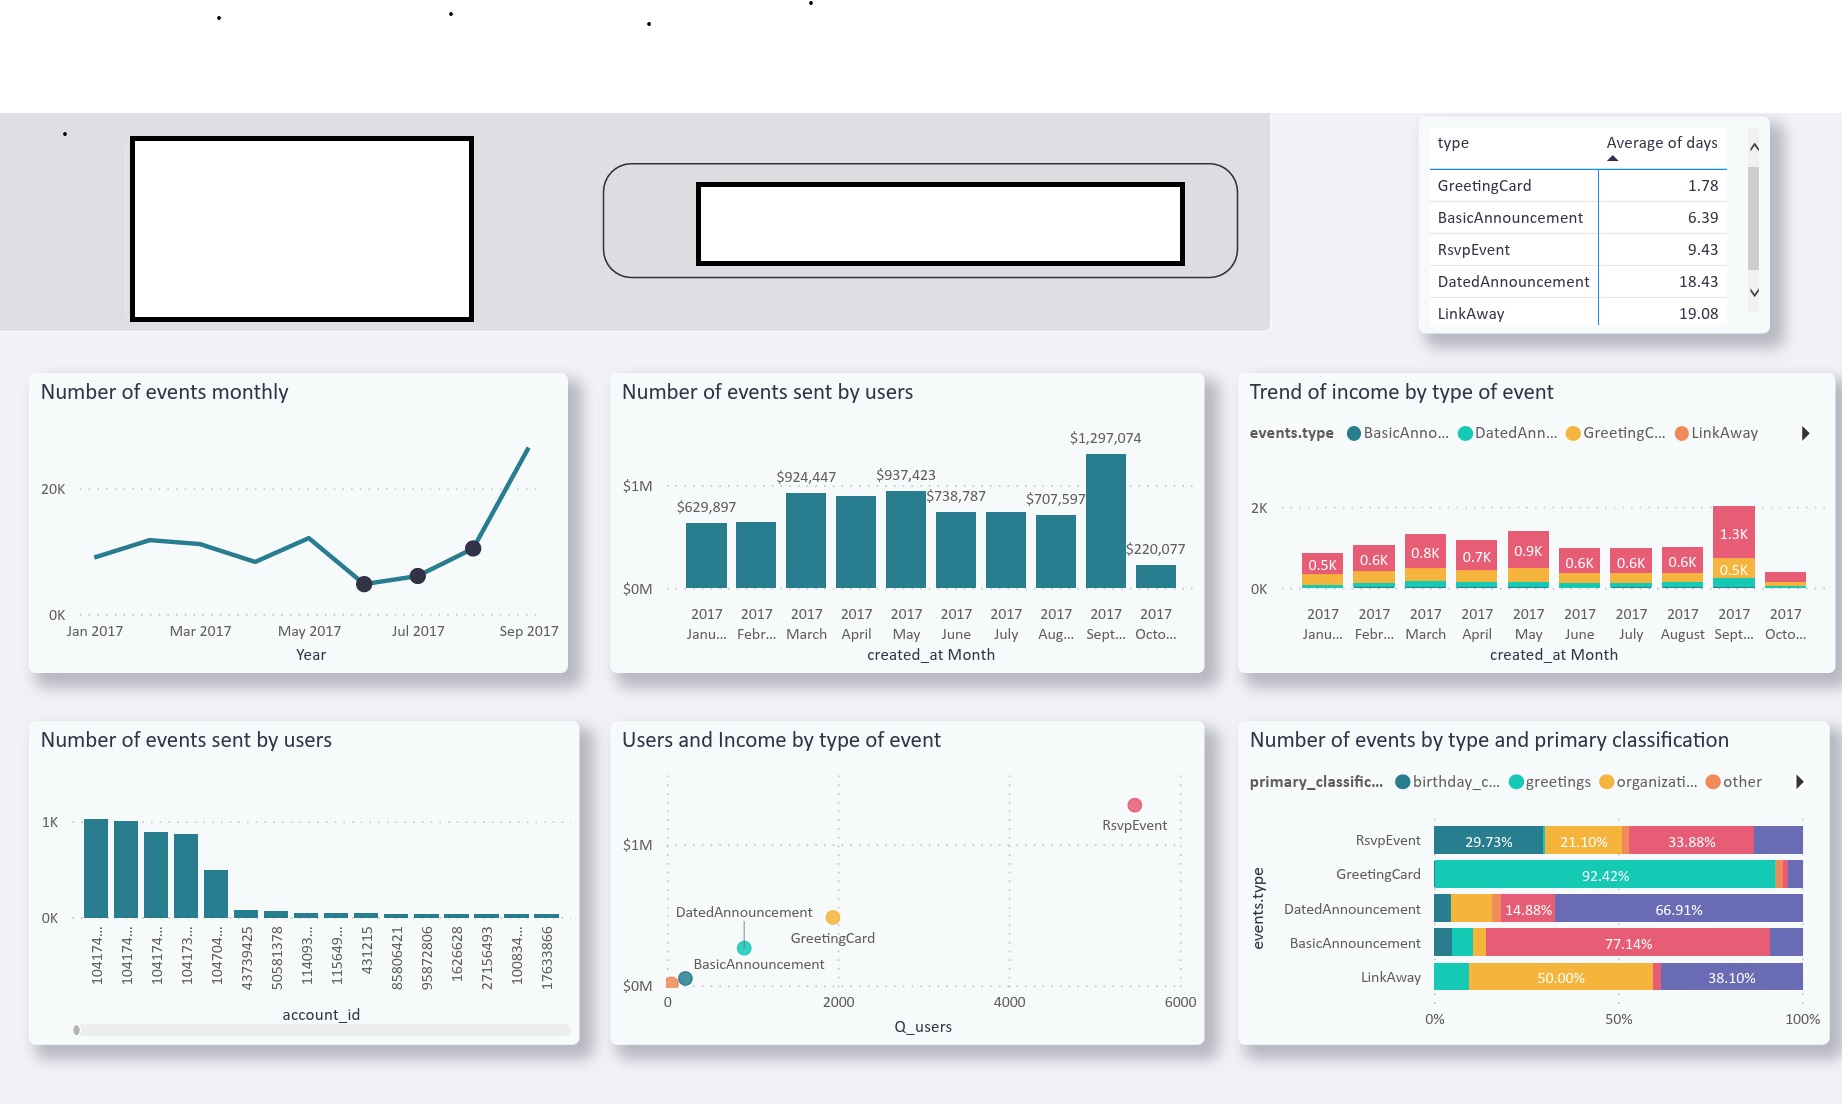 type Average of days
GreetingCard 1.78
BasicAnnouncement 6.39
RsvpEvent 9.43
DatedAnnouncement 18.43
LinkAway 19.08
Number of events monthly
20K
0K
Jan 2017 Mar 2017 May 2017 Jul 2017 Sep 2017
Year
Number of events sent by users
$1,297,074
$924,447 $937,423
$1M
$629,897 $738,787 $707,597
$220,077
$0M
2017 2017 2017 2017 2017 2017 2017 2017 2017 2017
Janu... Febr... March April May June July Aug... Sept... Octo...
created_at Month
Trend of income by type of event
events.type BasicAnno... DatedAnn... GreetingC... LinkAway
2K
0.5K 0.6K 0.8K 0.7K 0.9K 0.6K 0.6K 0.6K 1.3K
0.5K
0K
2017 2017 2017 2017 2017 2017 2017 2017 2017 2017
Janu... Febr... March April May June July August Sept... Octo...
created_at Month
Number of events sent by users
1K
0K
104174... 104174... 104174... 104173... 104704... 43739425 50581378 114093... 115649... 431215 85806421 95872806 1626628 27156493 100834... 17633866
account_id
Users and Income by type of event
RsvpEvent
$1M
DatedAnnouncement
GreetingCard
BasicAnnouncement
$0M
0 2000 4000 6000
Q_users
Number of events by type and primary classification
primary_classific... birthday_c... greetings organizati... other
events.type
RsvpEvent 29.73% 21.10% 33.88%
GreetingCard 92.42%
DatedAnnouncement 14.88% 66.91%
BasicAnnouncement 77.14%
LinkAway 50.00% 38.10%
0% 50% 100%